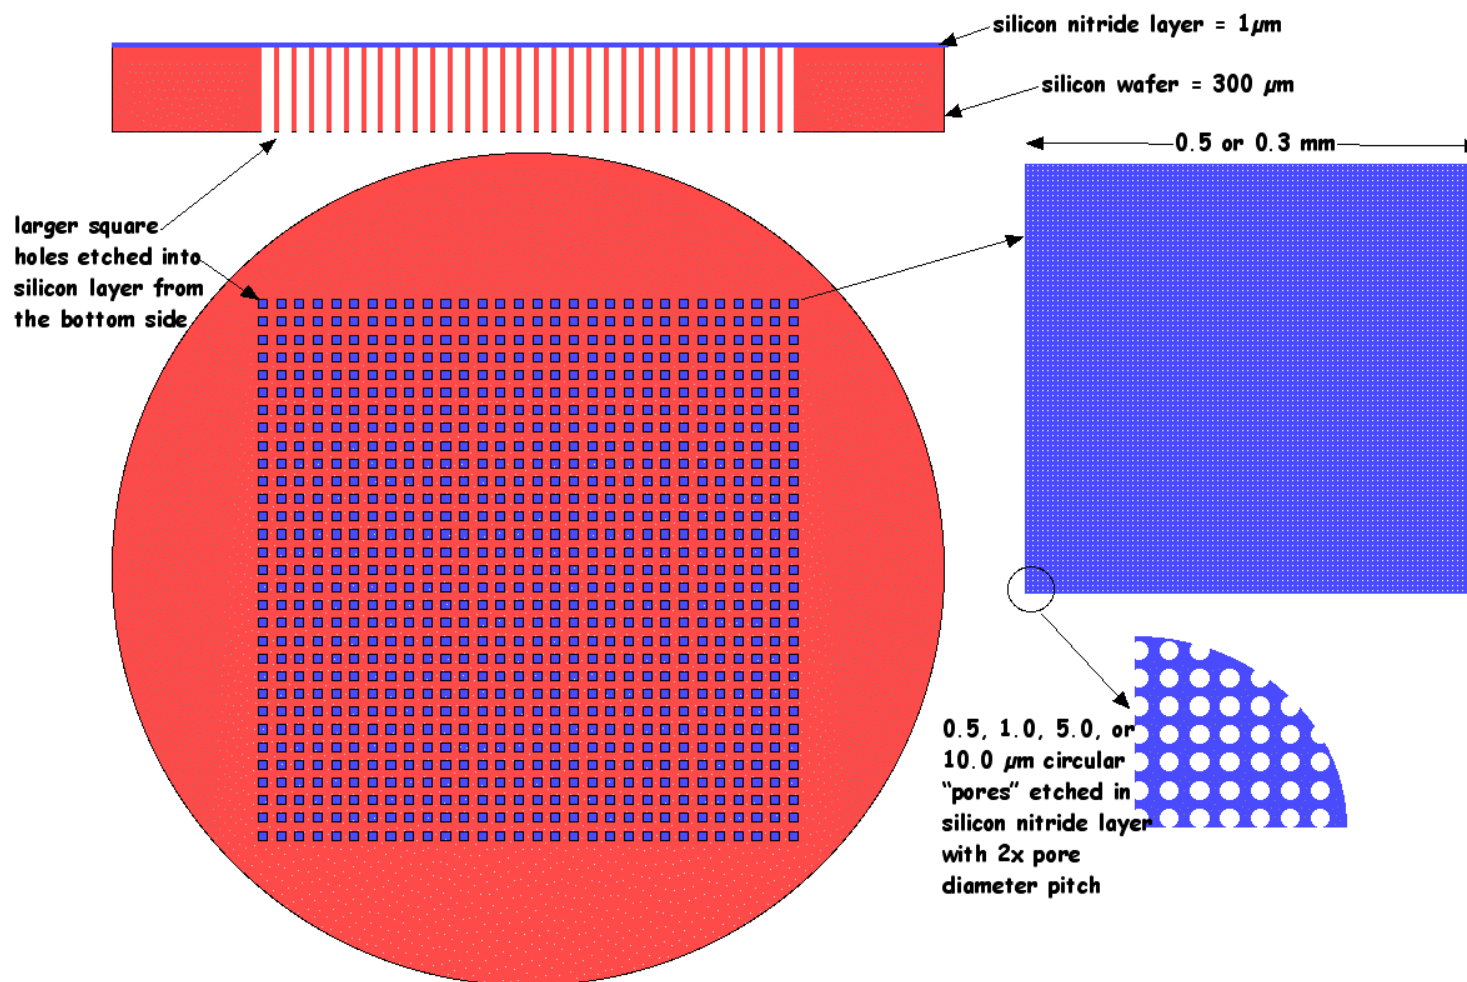 silicon nitride layer = 1µm
silicon wafer = 300 µm
0.5 or 0.3 mm
larger square
holes etched into
silicon layer from
the bottom side
0.5, 1.0, 5.0, or
10.0 µm circular
“pores” etched in
silicon nitride layer
with 2x pore
diameter pitch